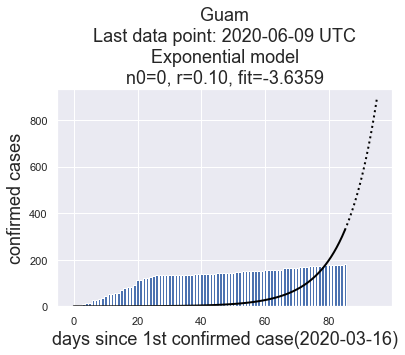 Guam
Last data point: 2020-06-09 UTC
Exponential model
n0=0, r=0.10, fit=-3.6359
confirmed cases
800
600
400
200
0
0 20 40 60 80
days since 1st confirmed case(2020-03-16)